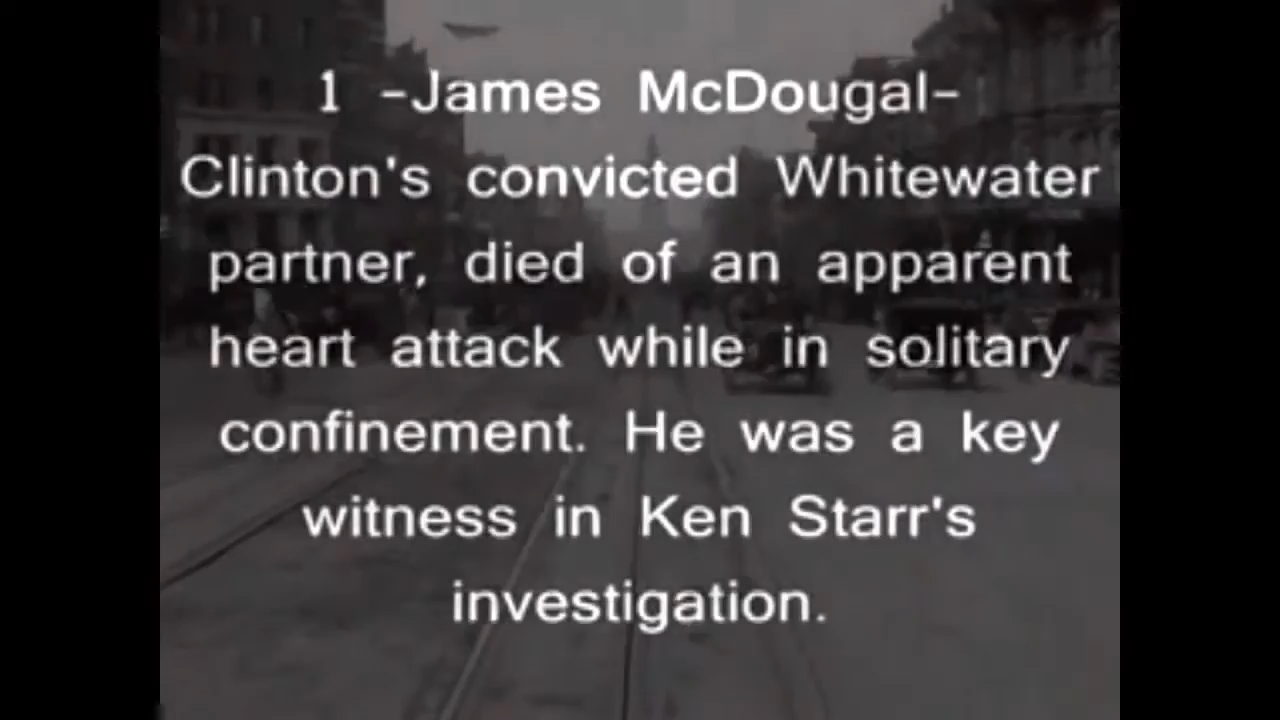 1 -James McDougal-
Clinton's convicted Whitewater
partner, died of an apparent
heart attack while in solitary
confinement. He was a key
witness in Ken Starr's
investigation.